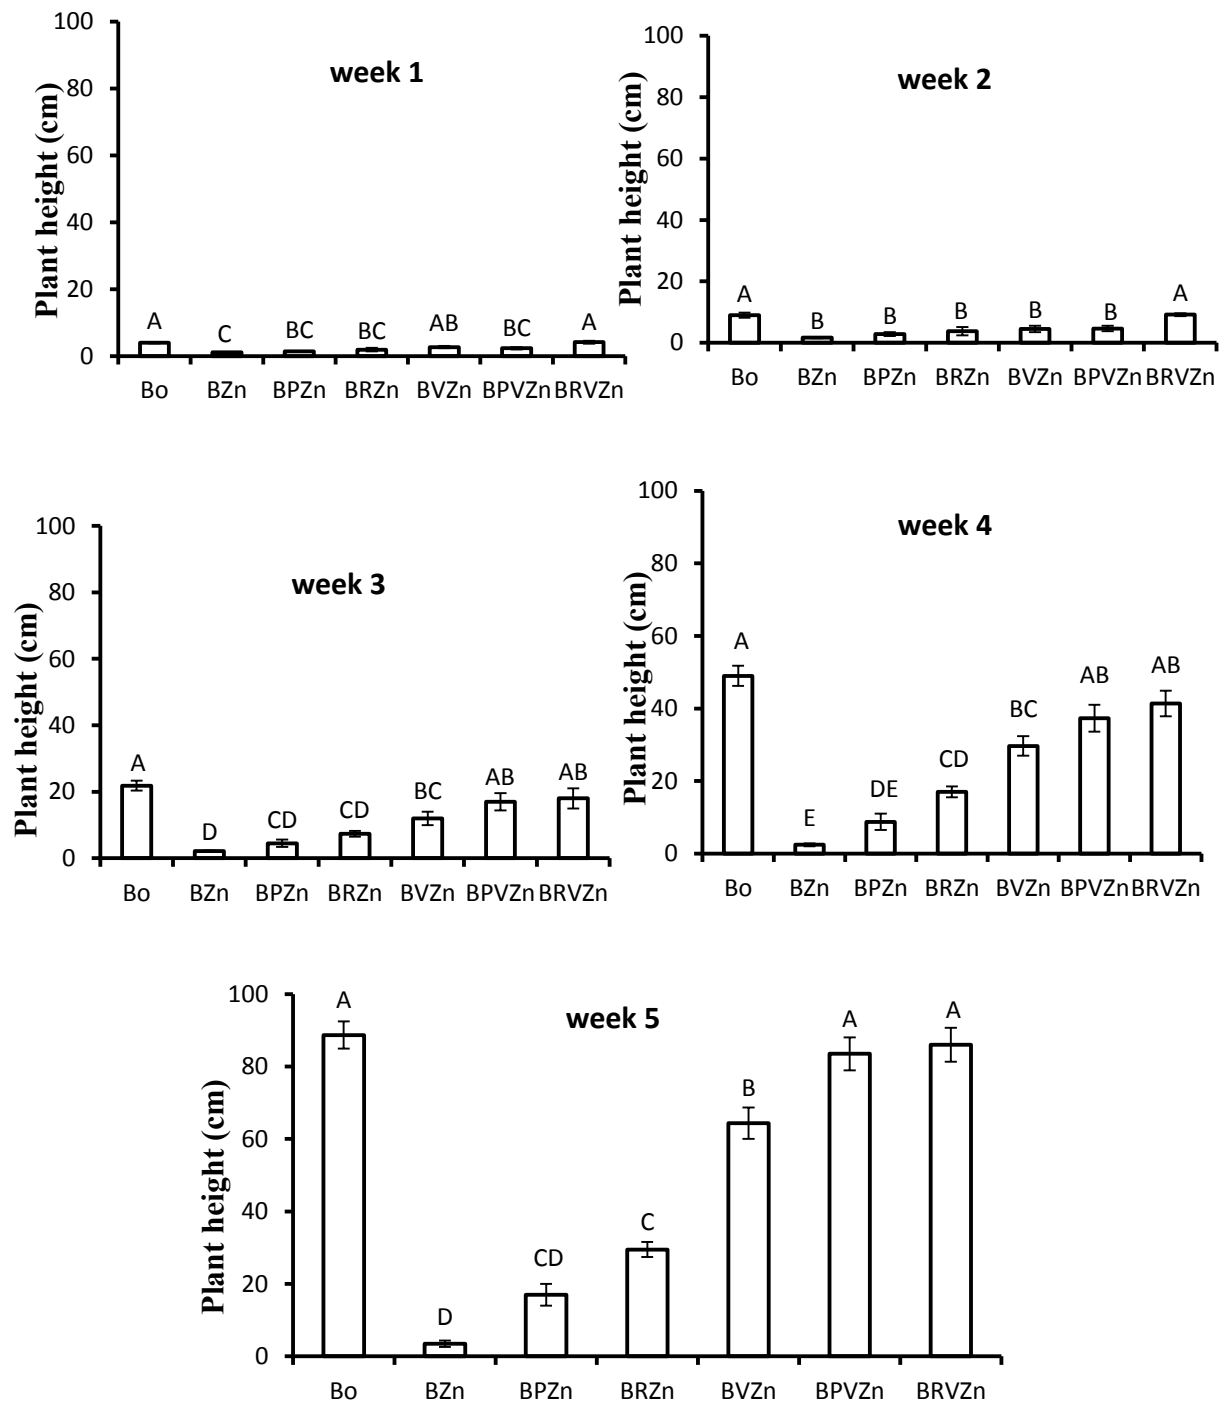 week 1
Plant height (cm)
100
80
60
40
20
0
A C BC BC AB BC A
Bo BZn BPZn BRZn BVZn BPVZn BRVZn
week 2
Plant height (cm)
100
80
60
40
20
0
A B B B B B A
Bo BZn BPZn BRZn BVZn BPVZn BRVZn
week 3
Plant height (cm)
100
80
60
40
20
0
A D CD CD BC AB AB
Bo BZn BPZn BRZn BVZn BPVZn BRVZn
week 4
Plant height (cm)
100
80
60
40
20
0
A E DE CD BC AB AB
Bo BZn BPZn BRZn BVZn BPVZn BRVZn
week 5
Plant height (cm)
100
80
60
40
20
0
A D CD C B A A
Bo BZn BPZn BRZn BVZn BPVZn BRVZn